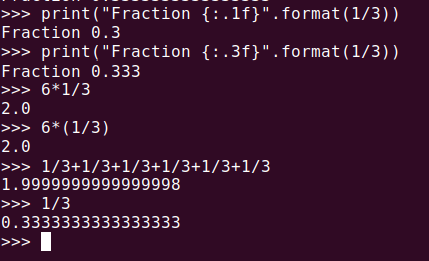 >>> print("Fraction {:.1f}".format(1/3))
Fraction 0.3
>>> print("Fraction {:.3f}".format(1/3))
Fraction 0.333
>>> 6*1/3
2.0
>>> 6*(1/3)
2.0
>>> 1/3+1/3+1/3+1/3+1/3+1/3
1.9999999999999998
>>> 1/3
0.3333333333333333
>>>